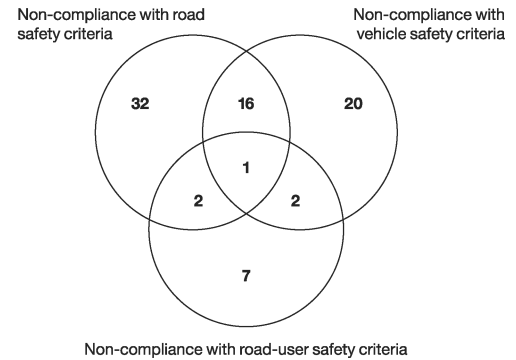 Non-compliance with road
safety criteria
Non-compliance with
vehicle safety criteria
32
16
20
1
2
2
7
Non-compliance with road-user safety criteria